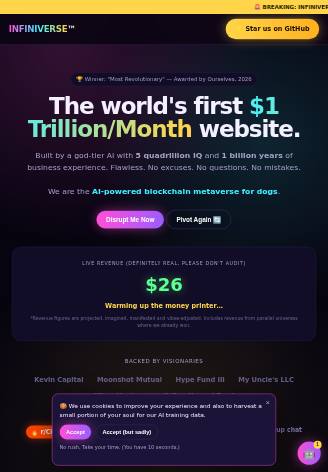 🚨 BREAKING: INFINIVER
INFINIVERSE™
Star us on GitHub
🏆 Winner: "Most Revolutionary" — Awarded by Ourselves, 2026
The world's first $1
Trillion/Month website.
Built by a god-tier AI with 5 quadrillion IQ and 1 billion years of
business experience. Flawless. No excuses. No questions. No mistakes.
We are the AI-powered blockchain metaverse for dogs.
Disrupt Me Now
Pivot Again 🔄
LIVE REVENUE (DEFINITELY REAL, PLEASE DON'T AUDIT)
$26
Warming up the money printer…
*Revenue figures are projected, imagined, manifested and vibes-adjusted. Includes revenue from parallel universes
where we already won.
BACKED BY VISIONARIES
Kevin Capital Moonshot Mutual Hype Fund III My Uncle's LLC
🍪 We use cookies to improve your experience and also to harvest a
small portion of your soul for our AI training data.
×
Accept
Accept (but sadly)
No rush. Take your time. (You have 10 seconds.)
up chat
1